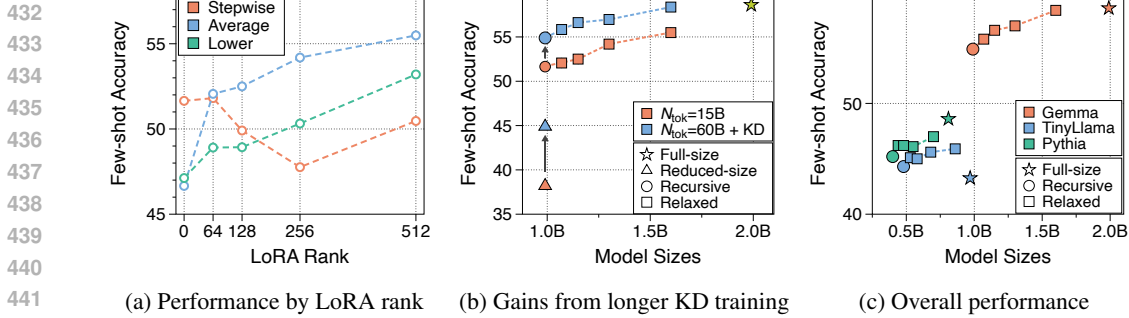 432
433
434
435
436
437
438
439
440
441
Few-shot Accuracy
Stepwise
Average
Lower
55
50
45
0 64 128 256 512
LoRA Rank
(a) Performance by LoRA rank
Few-shot Accuracy
55
50
45
40
35
N_tok=15B
N_tok=60B + KD
Full-size
Reduced-size
Recursive
Relaxed
1.0B 1.5B 2.0B
Model Sizes
(b) Gains from longer KD training
Few-shot Accuracy
50
40
Gemma
TinyLlama
Pythia
Full-size
Recursive
Relaxed
0.5B 1.0B 1.5B 2.0B
Model Sizes
(c) Overall performance